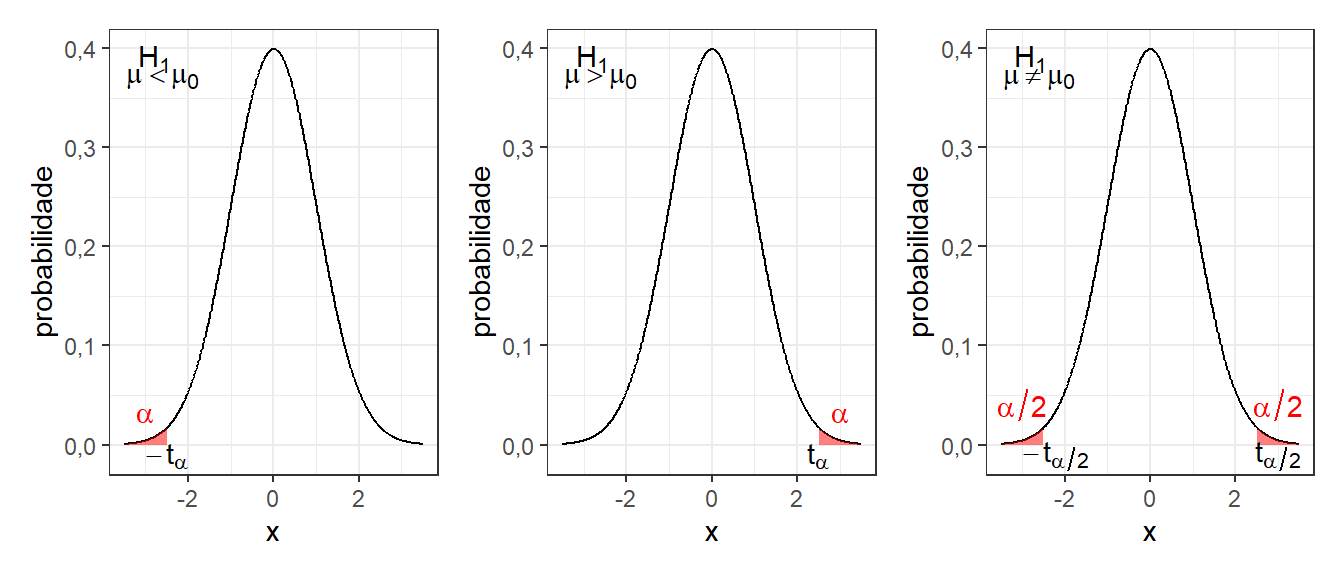 H₁
μ < μ₀
probabilidade
0,4
0,3
0,2
0,1
0,0
α
−tα
-2
0
2
x
H₁
μ > μ₀
probabilidade
0,4
0,3
0,2
0,1
0,0
α
tα
-2
0
2
x
H₁
μ ≠ μ₀
probabilidade
0,4
0,3
0,2
0,1
0,0
α/2
α/2
−tα/2
tα/2
-2
0
2
x